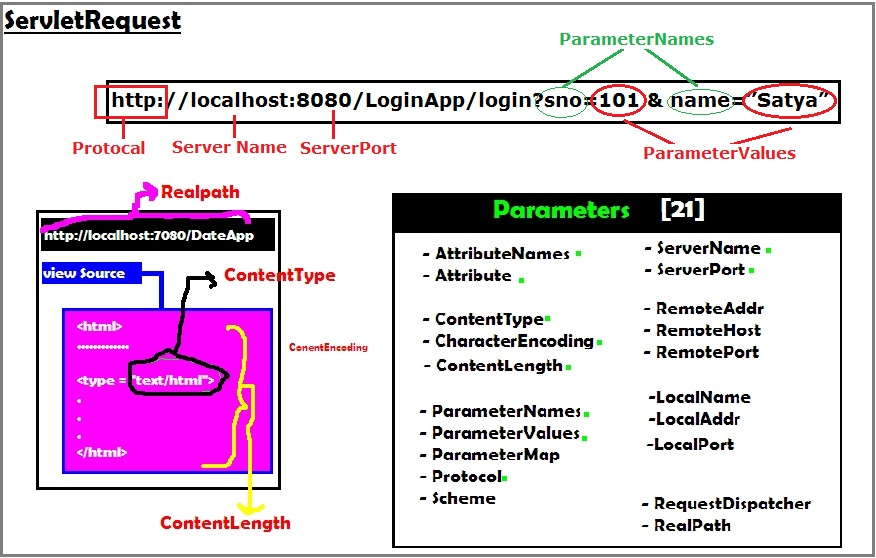 ServletRequest
ParameterNames
http://localhost:8080/LoginApp/login?sno=101 & name="Satya"
Protocal
Server Name
ServerPort
ParameterValues
Realpath
http://localhost:7080/DateApp
view Source
ContentType
<html>
.............
ConenEncoding
<type = "text/html">
.
.
.
</html>
ContentLength
Parameters [21]
- AttributeNames
- Attribute
- ContentType
- CharacterEncoding
- ContentLength
- ParameterNames
- ParameterValues
- ParameterMap
- Protocol
- Scheme
- ServerName
- ServerPort
- RemoteAddr
- RemoteHost
- RemotePort
-LocalName
-LocalAddr
-LocalPort
- RequestDispatcher
- RealPath